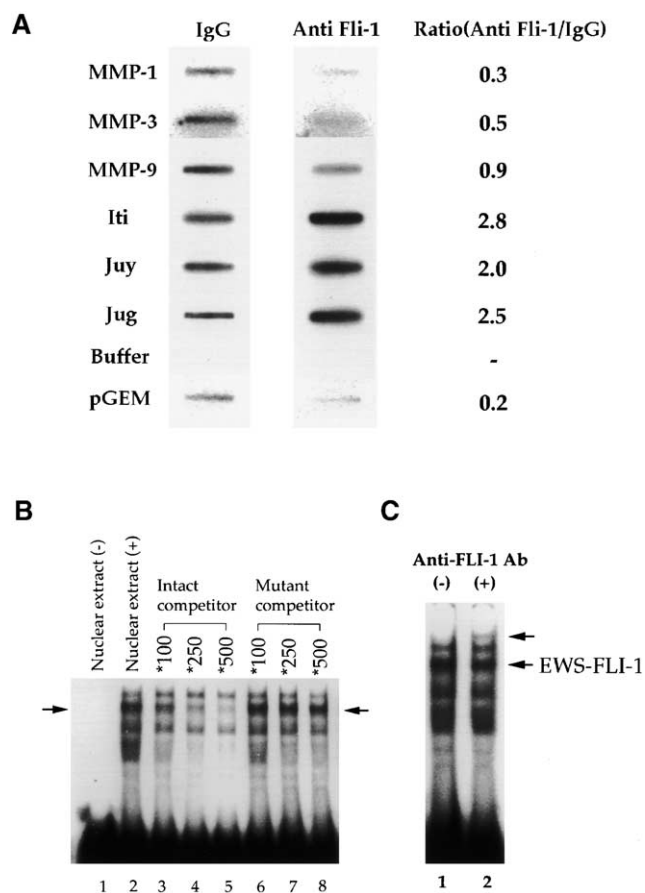 A
IgG Anti Fli-1 Ratio(Anti Fli-1/IgG)
MMP-1 0.3
MMP-3 0.5
MMP-9 0.9
Iti 2.8
Juy 2.0
Jug 2.5
Buffer -
pGEM 0.2
B
Nuclear extract (-)
Nuclear extract (+)
Intact competitor
*100
*250
*500
Mutant competitor
*100
*250
*500
1 2 3 4 5 6 7 8
C
Anti-FLI-1 Ab
(-) (+)
EWS-FLI-1
1 2